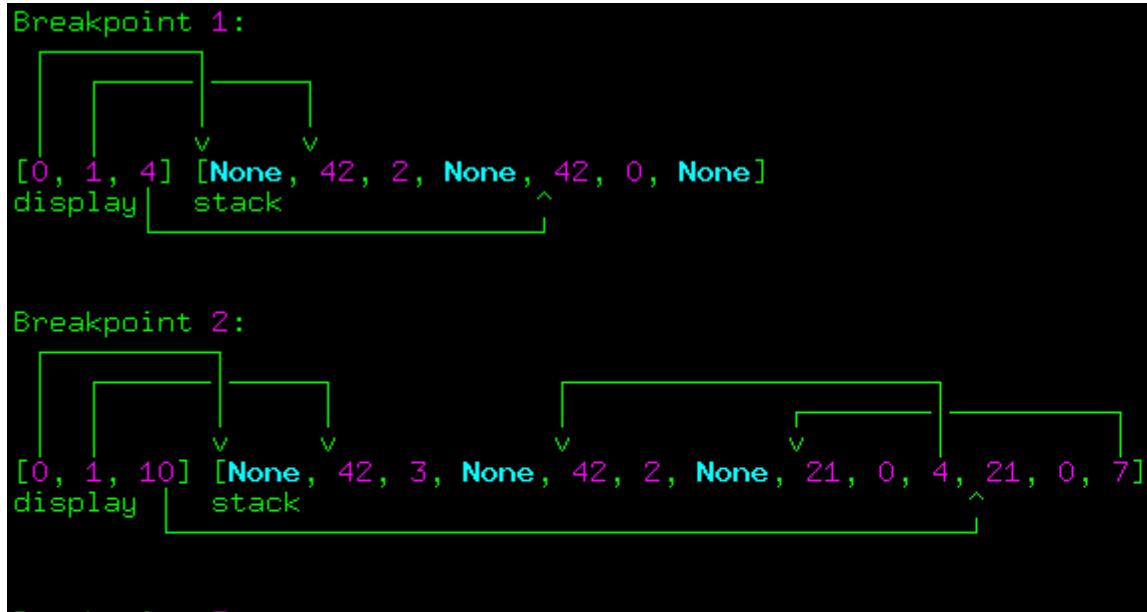 Breakpoint 1:
[0, 1, 4] [None, 42, 2, None, 42, 0, None]
display stack
Breakpoint 2:
[0, 1, 10] [None, 42, 3, None, 42, 2, None, 21, 0, 4, 21, 0, 7]
display stack